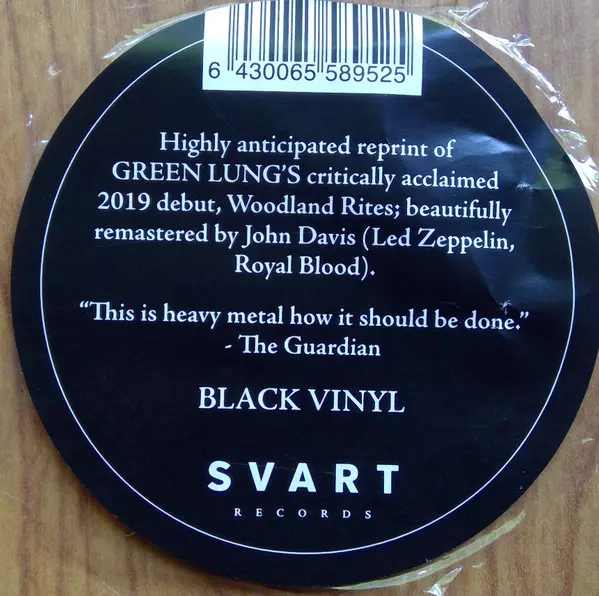 6 430065 589525
Highly anticipated reprint of
GREEN LUNG'S critically acclaimed
2019 debut, Woodland Rites; beautifully
remastered by John Davis (Led Zeppelin,
Royal Blood).
“This is heavy metal how it should be done.”
- The Guardian
BLACK VINYL
SVART
RECORDS